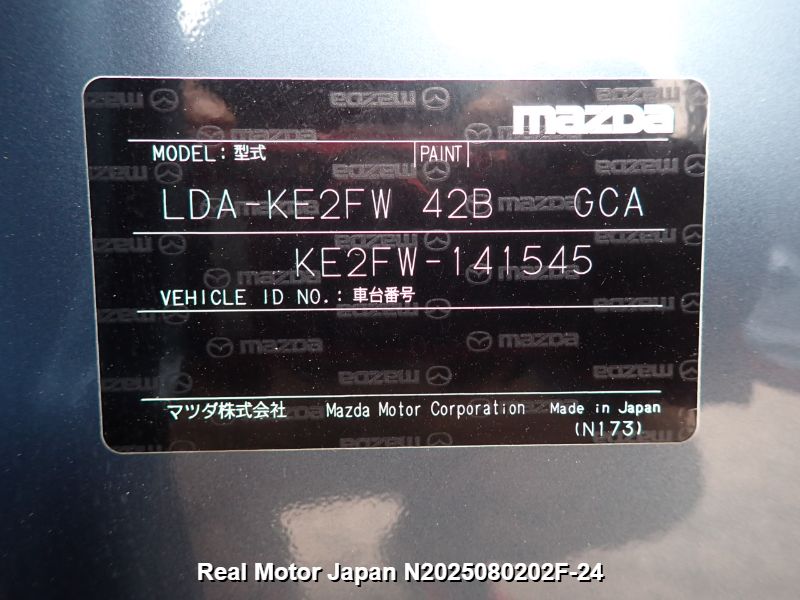 mazda
MODEL: 型式 PAINT
LDA-KE2FW 42B GCA
KE2FW-141545
VEHICLE ID NO.: 車台番号
マツダ株式会社 Mazda Motor Corporation Made in Japan
(N173)
Real Motor Japan N2025080202F-24